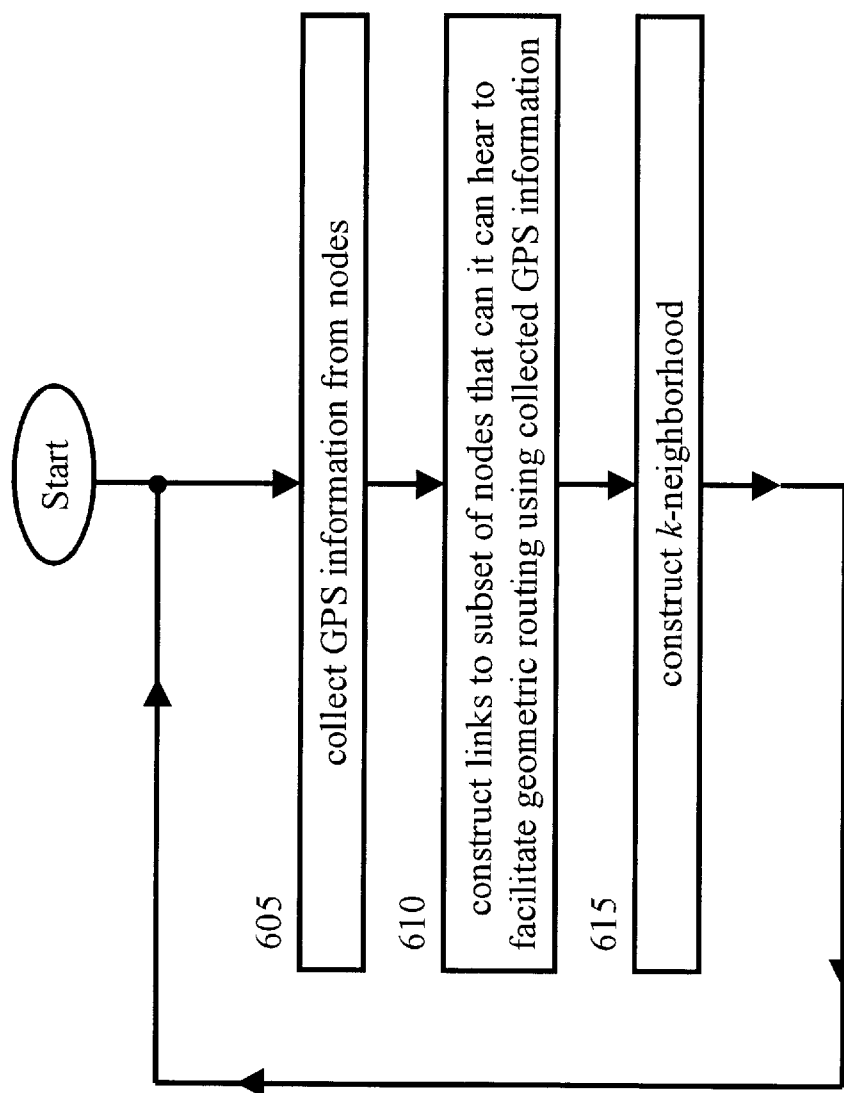 Start
605
collect GPS information from nodes
610
construct links to subset of nodes that can it can hear to
facilitate geometric routing using collected GPS information
615
construct k-neighborhood